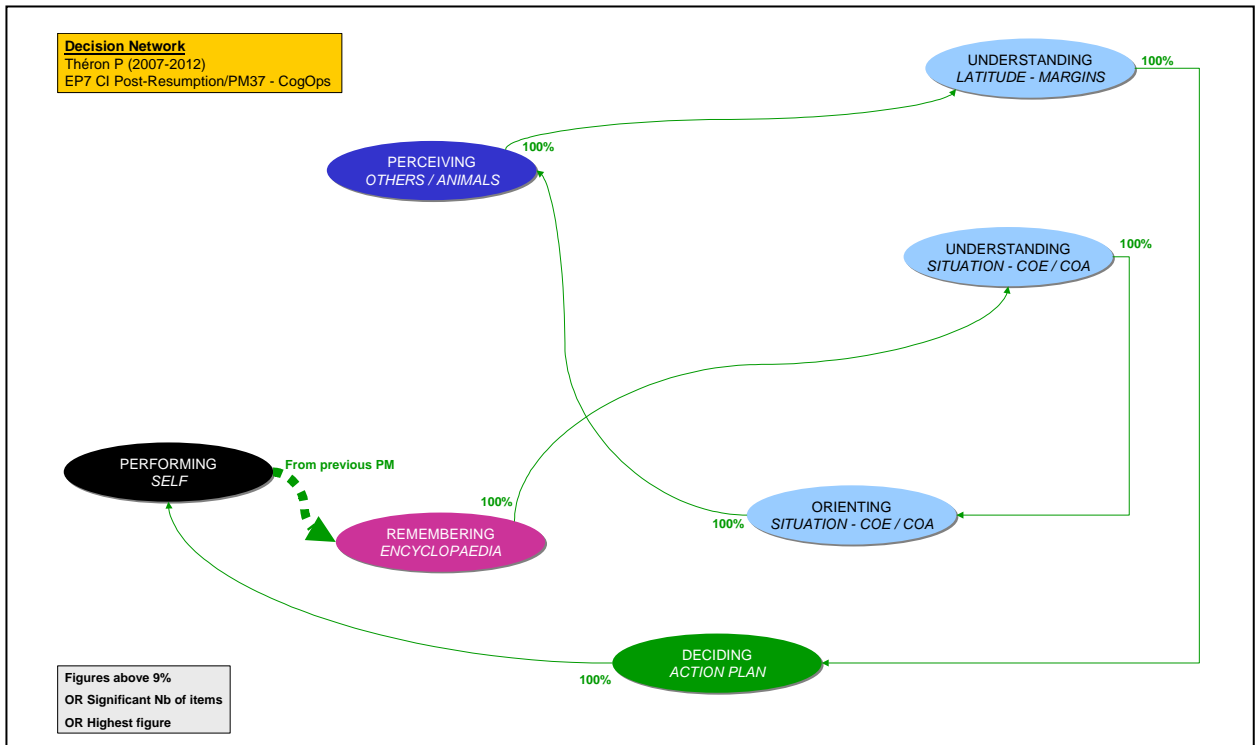 Decision Network
Théron P (2007-2012)
EP7 CI Post-Resumption/PM37 - CogOps
UNDERSTANDING
LATITUDE - MARGINS
100%
PERCEIVING
OTHERS / ANIMALS
100%
UNDERSTANDING
SITUATION - COE / COA
100%
PERFORMING
SELF
From previous PM
100%
REMEMBERING
ENCYCLOPAEDIA
ORIENTING
SITUATION - COE / COA
100%
DECIDING
ACTION PLAN
100%
Figures above 9%
OR Significant Nb of items
OR Highest figure